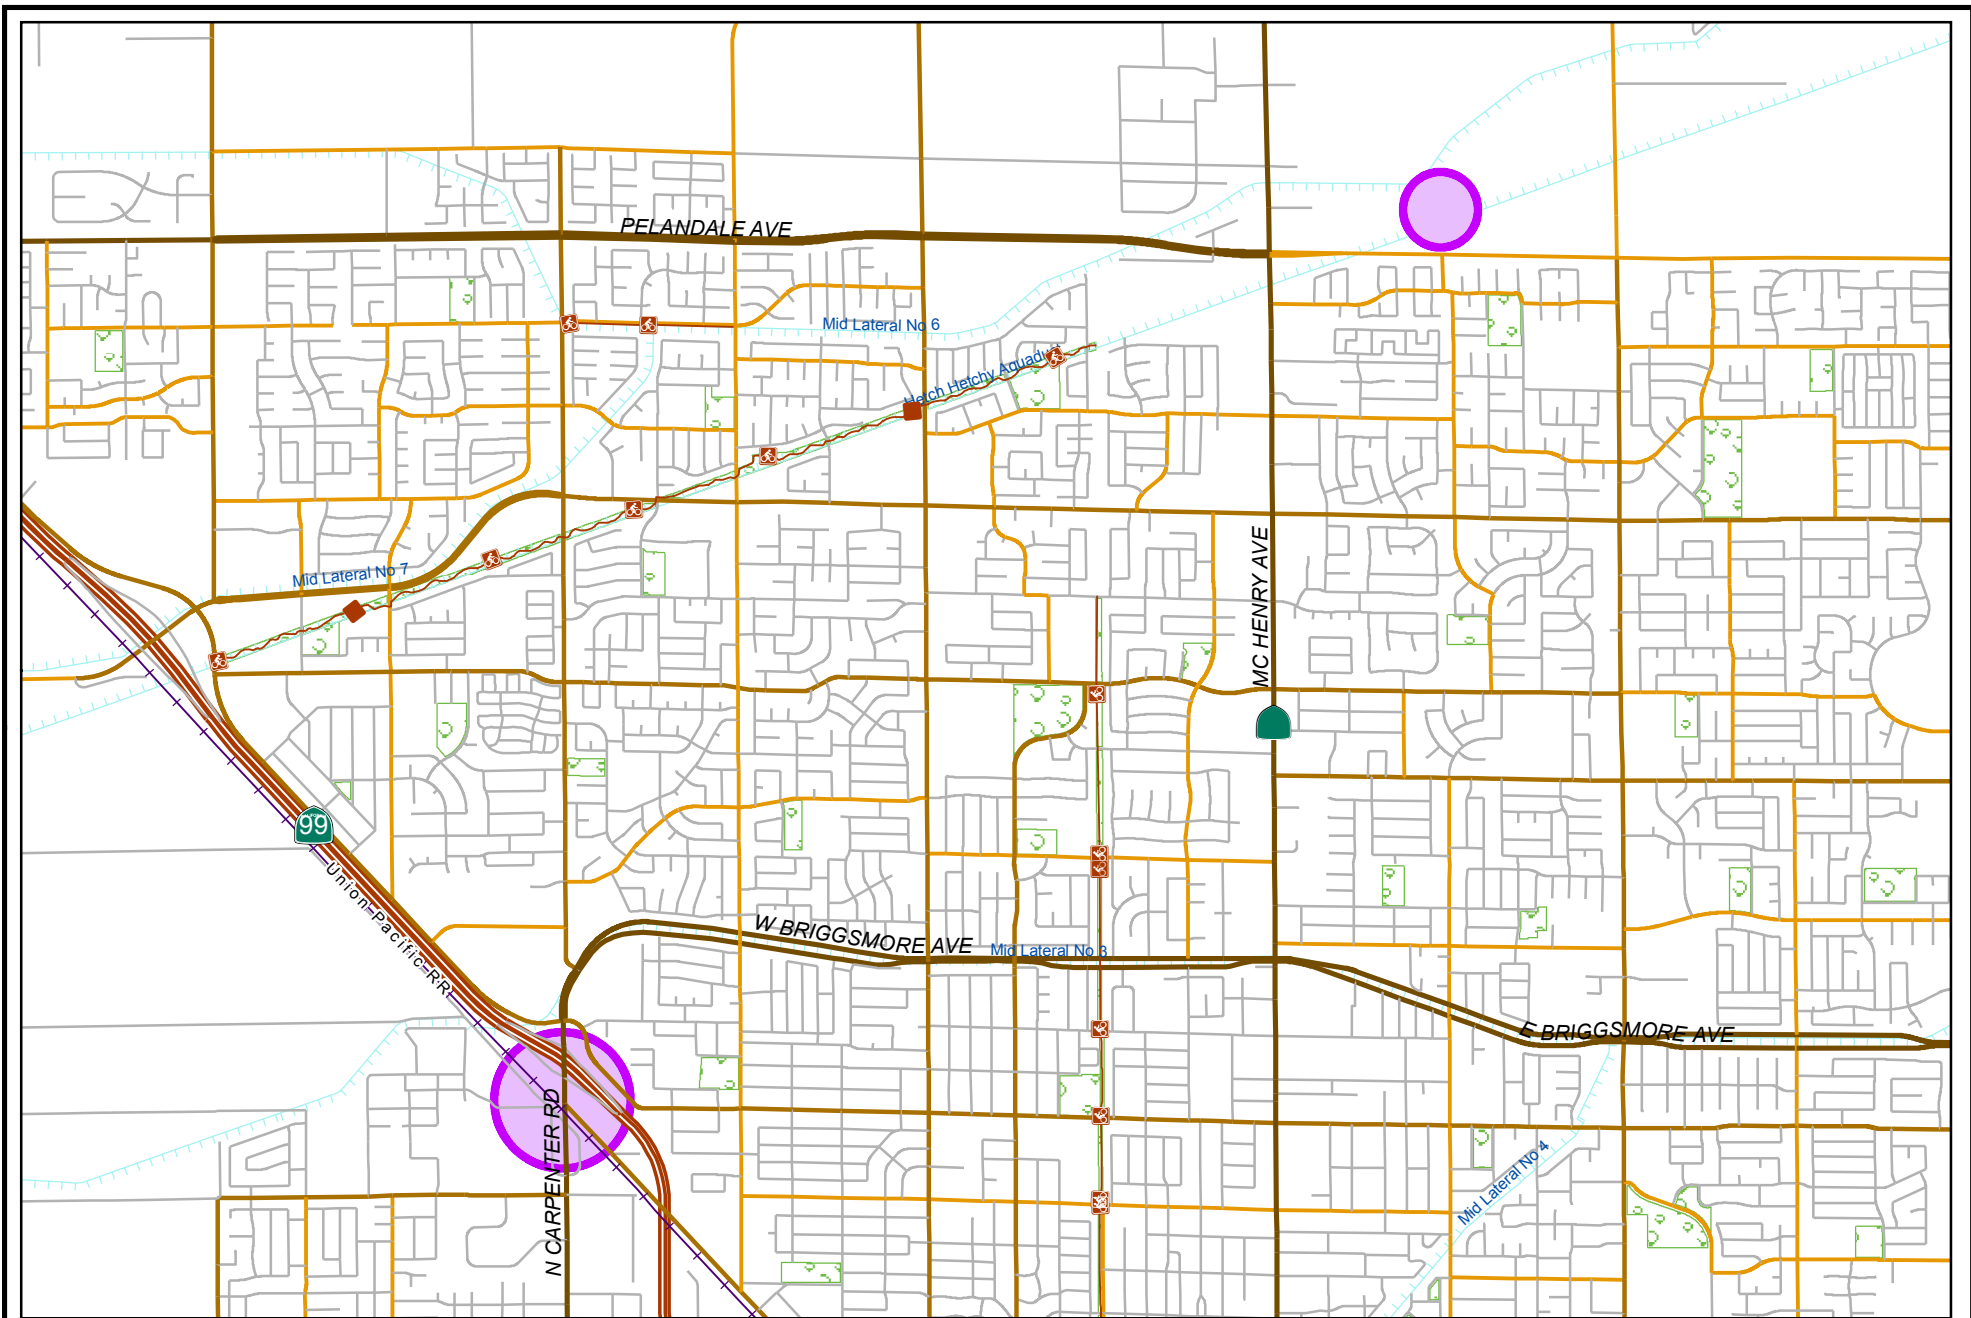 PELANDALE AVE
Mid Lateral No 6
Hetch Hetchy Aquaduct
MC HENRY AVE
Mid Lateral No 7
99
Union Pacific RR
W BRIGGSMORE AVE
Mid Lateral No 3
E BRIGGSMORE AVE
N CARPENTER RD
Mid Lateral No 4